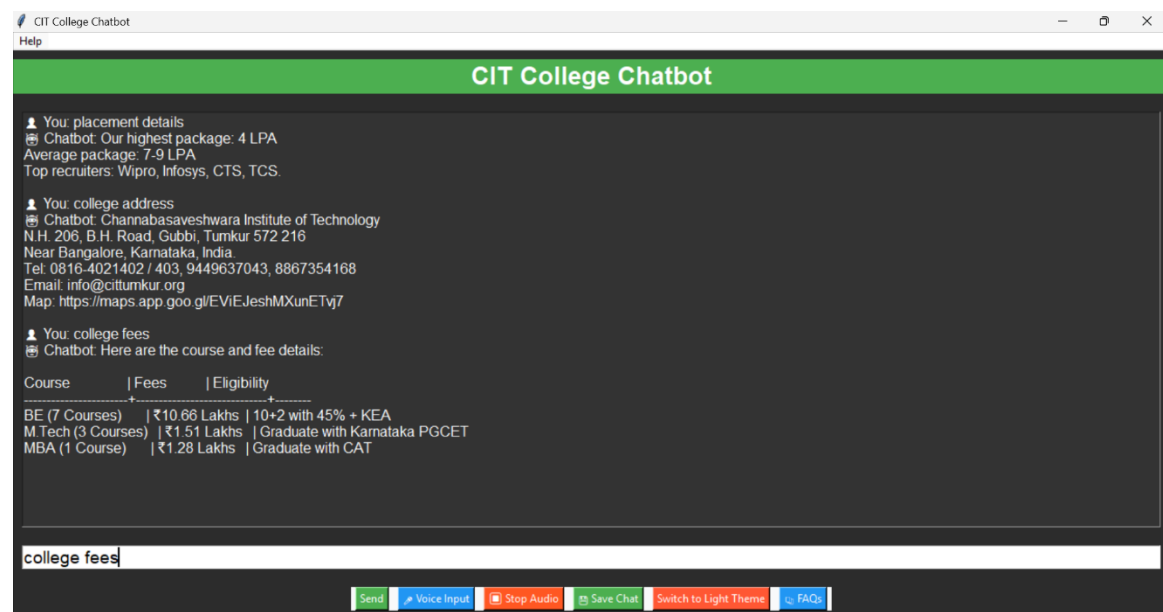 CIT College Chatbot
Help
CIT College Chatbot
You: placement details
Chatbot: Our highest package: 4 LPA
Average package: 7-9 LPA
Top recruiters: Wipro, Infosys, CTS, TCS.
You: college address
Chatbot: Channabasaveshwara Institute of Technology
N.H. 206, B.H. Road, Gubbi, Tumkur 572 216
Near Bangalore, Karnataka, India.
Tel: 0816-4021402 / 403, 9449637043, 8867354168
Email: info@cittumkur.org
Map: https://maps.app.goo.gl/EViEJeshMXunETvj7
You: college fees
Chatbot: Here are the course and fee details:
Course | Fees | Eligibility
-----------------------+-----------------------------+--------
BE (7 Courses) | ₹10.66 Lakhs | 10+2 with 45% + KEA
M.Tech (3 Courses) | ₹1.51 Lakhs | Graduate with Karnataka PGCET
MBA (1 Course) | ₹1.28 Lakhs | Graduate with CAT
college fees
Send Voice Input Stop Audio Save Chat Switch to Light Theme FAQs